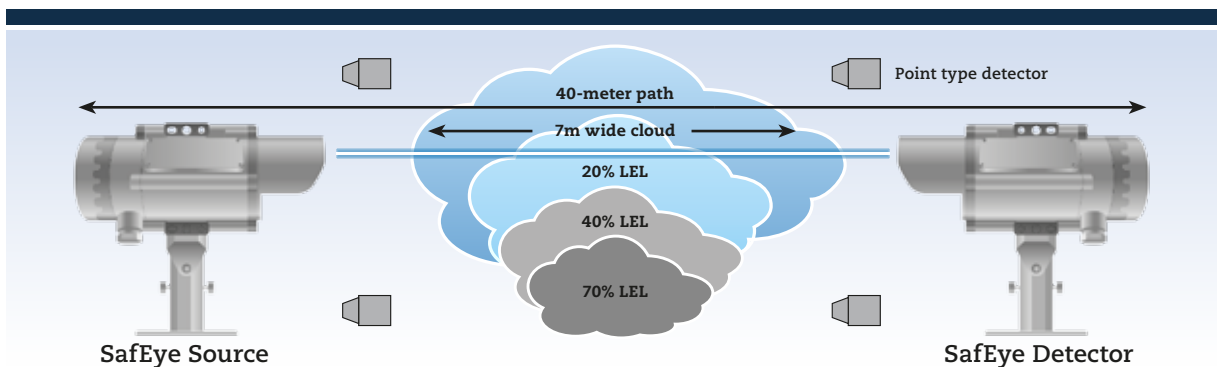 Point type detector
40-meter path
7m wide cloud
20% LEL
40% LEL
70% LEL
SafEye Source
SafEye Detector